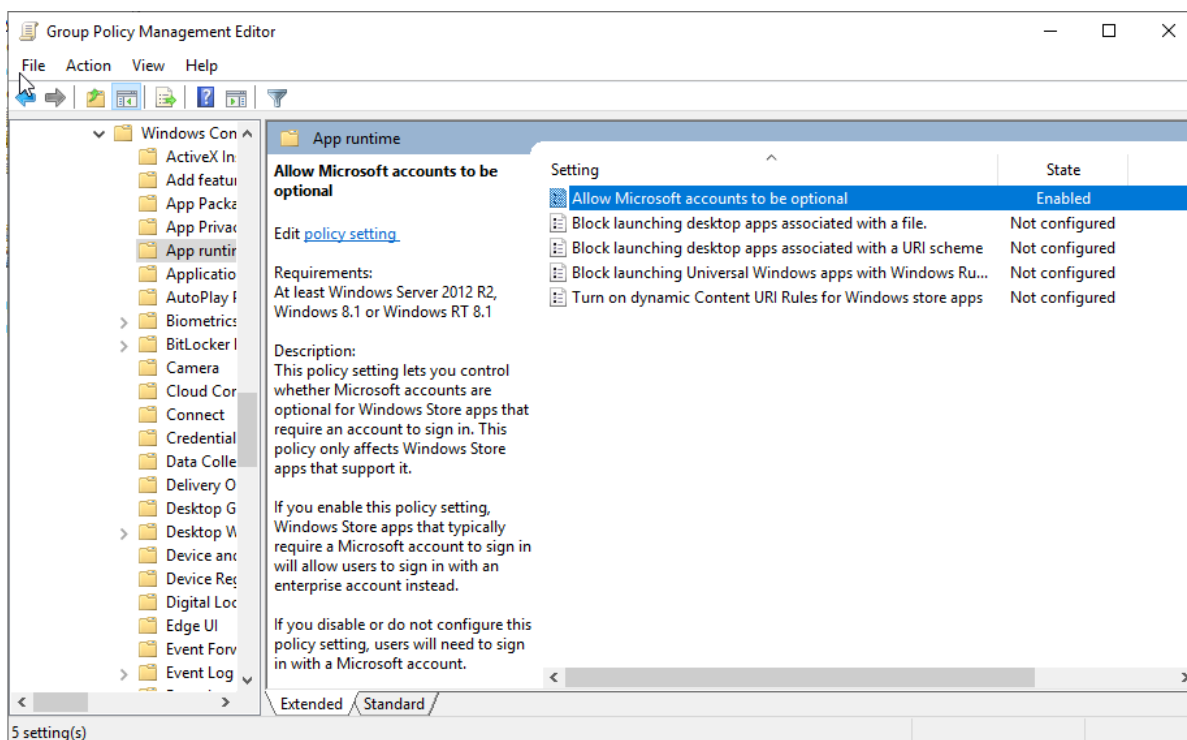 Group Policy Management Editor
File Action View Help
Windows Con
ActiveX In
Add featur
App Packa
App Privac
App runtir
Applicatio
AutoPlay P
Biometrics
BitLocker
Camera
Cloud Cor
Connect
Credential
Data Colle
Delivery O
Desktop G
Desktop W
Device and
Device Reg
Digital Loc
Edge UI
Event Forw
Event Log
App runtime
Allow Microsoft accounts to be
optional
Edit policy setting
Requirements:
At least Windows Server 2012 R2,
Windows 8.1 or Windows RT 8.1
Description:
This policy setting lets you control
whether Microsoft accounts are
optional for Windows Store apps that
require an account to sign in. This
policy only affects Windows Store
apps that support it.
If you enable this policy setting,
Windows Store apps that typically
require a Microsoft account to sign in
will allow users to sign in with an
enterprise account instead.
If you disable or do not configure this
policy setting, users will need to sign
in with a Microsoft account.
Setting State
Allow Microsoft accounts to be optional Enabled
Block launching desktop apps associated with a file. Not configured
Block launching desktop apps associated with a URI scheme Not configured
Block launching Universal Windows apps with Windows Ru... Not configured
Turn on dynamic Content URI Rules for Windows store apps Not configured
Extended Standard
5 setting(s)